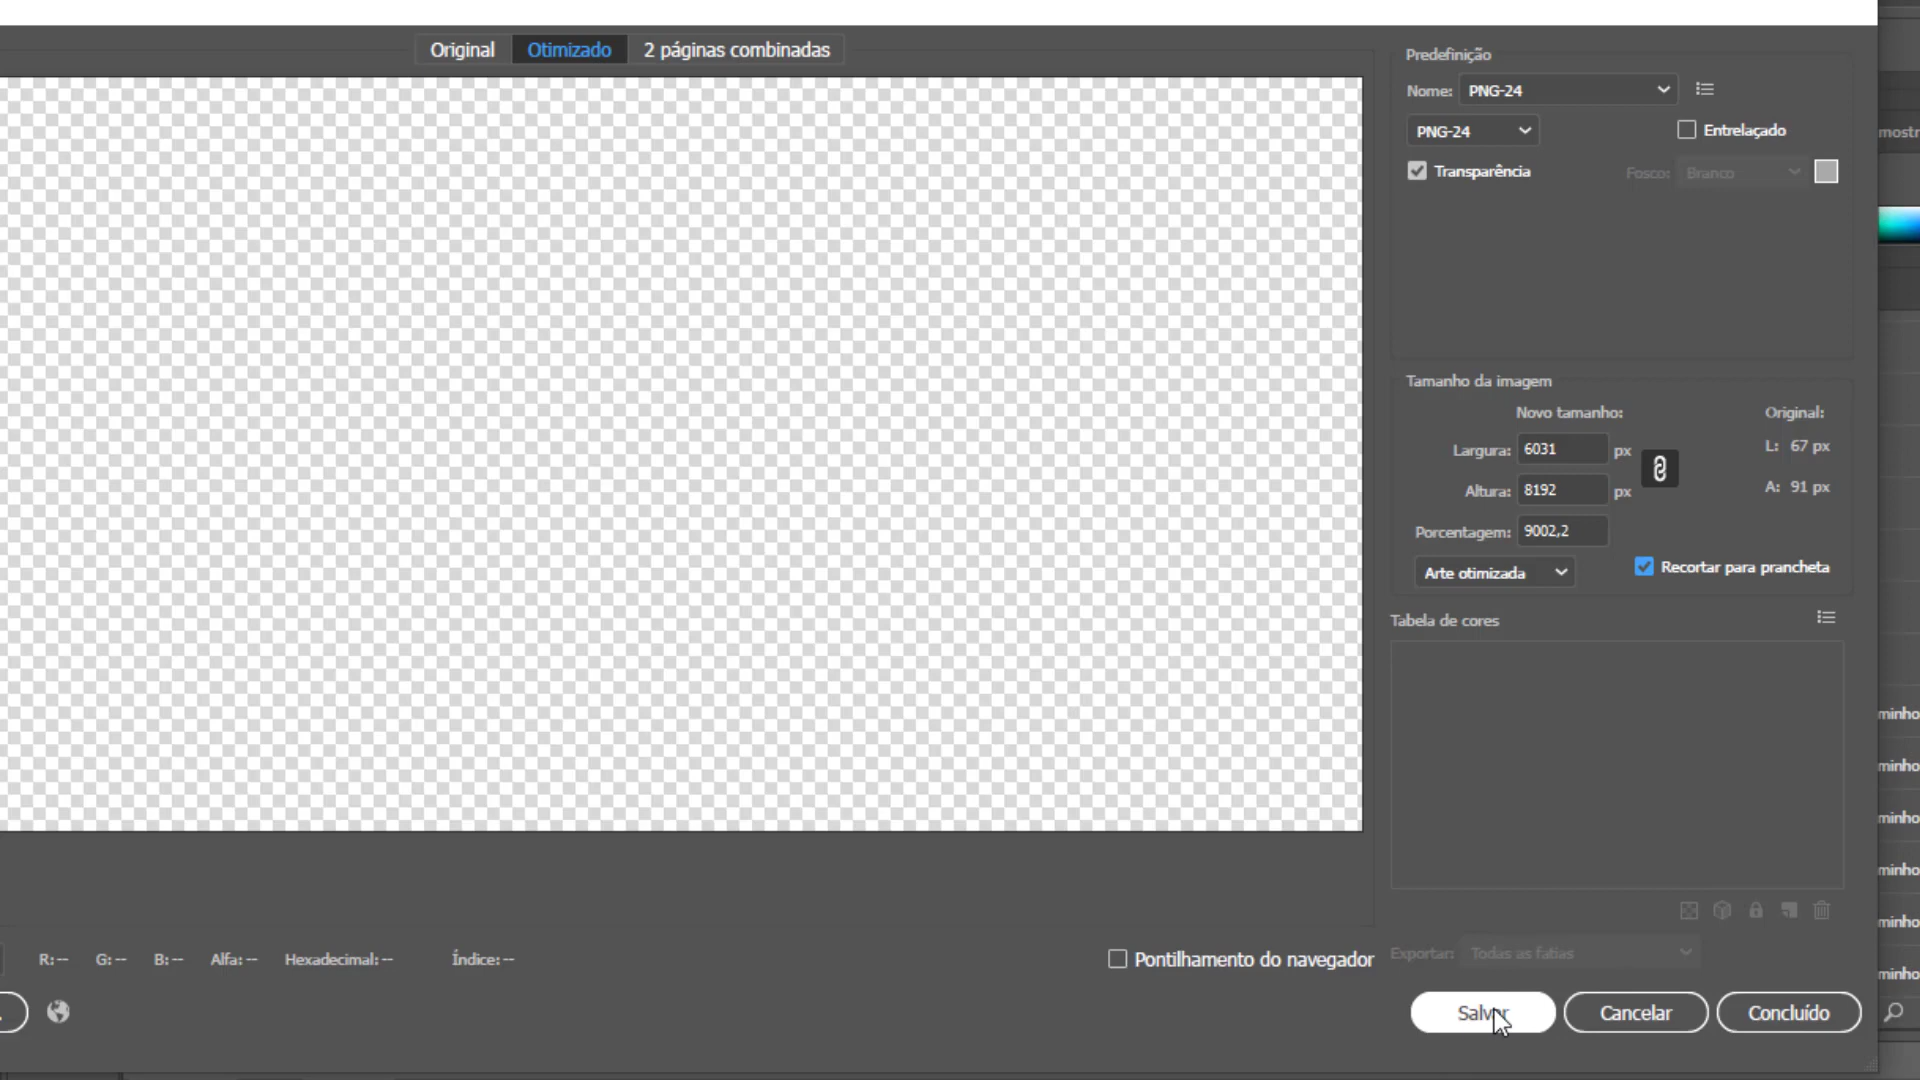 Original Otimizado 2 páginas combinadas
Predefinição
Nome: PNG-24
PNG-24 Entrelaçado
Transparência Fosco: Branco
Tamanho da imagem
Novo tamanho: Original:
Largura: 6031 px L: 67 px
Altura: 8192 px A: 91 px
Porcentagem: 9002,2
Arte otimizada Recortar para prancheta
Tabela de cores
mostr
minho
minho
minho
minho
minho
minho
R: -- G: -- B: -- Alfa: -- Hexadecimal: -- Índice: --
Pontilhamento do navegador Exportar: Todas as fatias
Salvar Cancelar Concluído